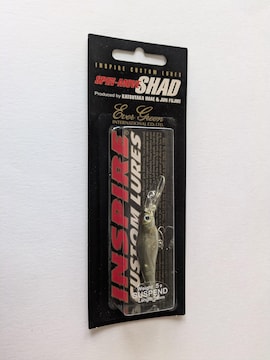 INSPIRE CUSTOM LURES
SPIN-MOVE SHAD
Produced by KATSUTAKA IMAE & JUN FUJIKI
Ever Green
INTERNATIONAL CO., LTD.
INSPIRE
CUSTOM LURES
SUSPEND